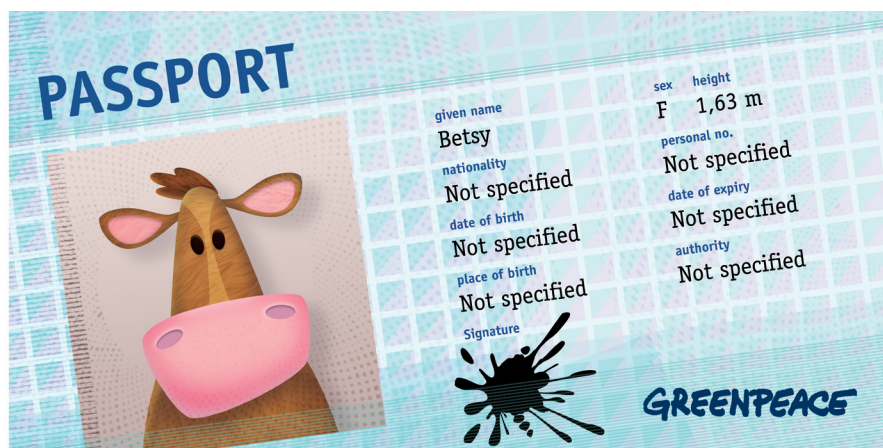 PASSPORT
given name
Betsy
nationality
Not specified
date of birth
Not specified
place of birth
Not specified
Signature
sex height
F 1,63 m
personal no.
Not specified
date of expiry
Not specified
authority
Not specified
GREENPEACE